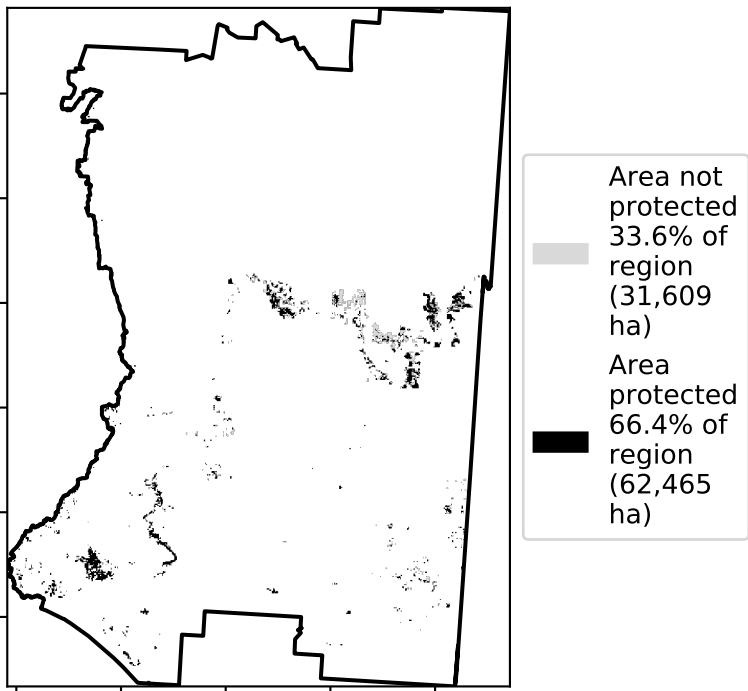 Area not
protected
33.6% of
region
(31,609
ha)
Area
protected
66.4% of
region
(62,465
ha)